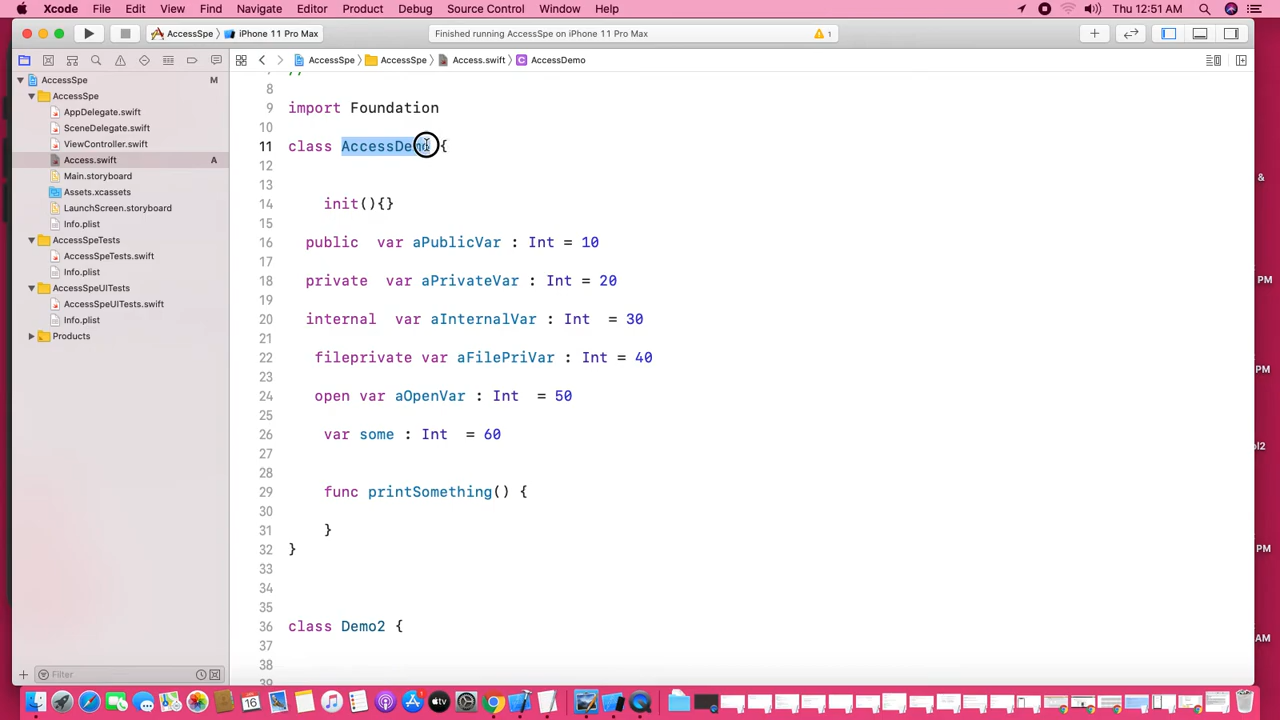 Xcode File Edit View Find Navigate Editor Product Debug Source Control Window Help Thu 12:51 AM
AccessSpe iPhone 11 Pro Max Finished running AccessSpe on iPhone 11 Pro Max 1
AccessSpe AccessSpe Access.swift AccessDemo
AccessSpe M
AccessSpe
AppDelegate.swift
SceneDelegate.swift
ViewController.swift
Access.swift A
Main.storyboard
Assets.xcassets
LaunchScreen.storyboard
Info.plist
AccessSpeTests
AccessSpeTests.swift
Info.plist
AccessSpeUITests
AccessSpeUITests.swift
Info.plist
Products
Filter
8
9 import Foundation
10
11 class AccessDemo {
12
13
14 init(){}
15
16 public var aPublicVar : Int = 10
17
18 private var aPrivateVar : Int = 20
19
20 internal var aInternalVar : Int = 30
21
22 fileprivate var aFilePriVar : Int = 40
23
24 open var aOpenVar : Int = 50
25
26 var some : Int = 60
27
28
29 func printSomething() {
30
31 }
32 }
33
34
35
36 class Demo2 {
37
38
&
PM
PM
ol2
PM
PM
AM